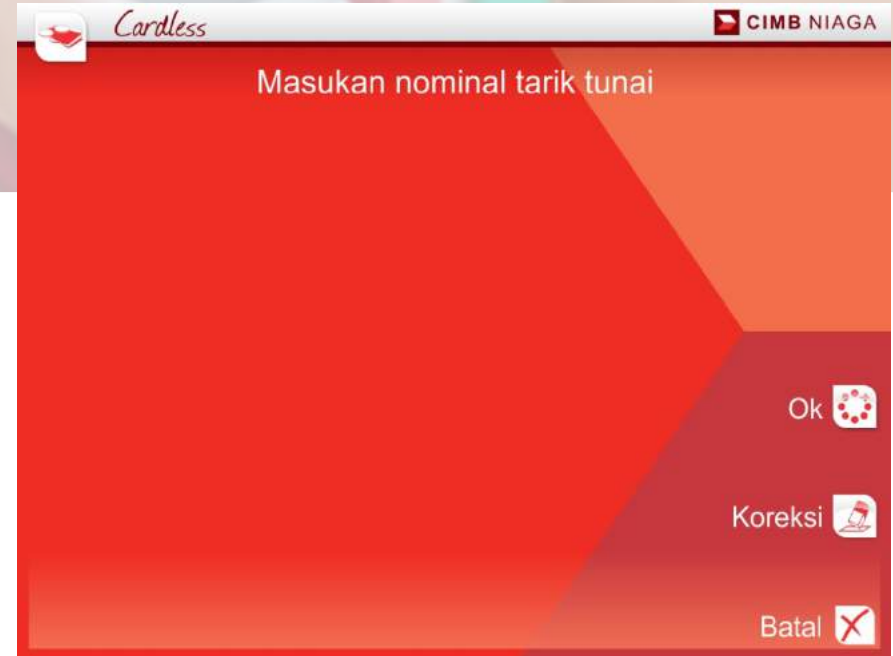 Cardless
CIMB NIAGA
Masukan nominal tarik tunai
Ok
Koreksi
Batal